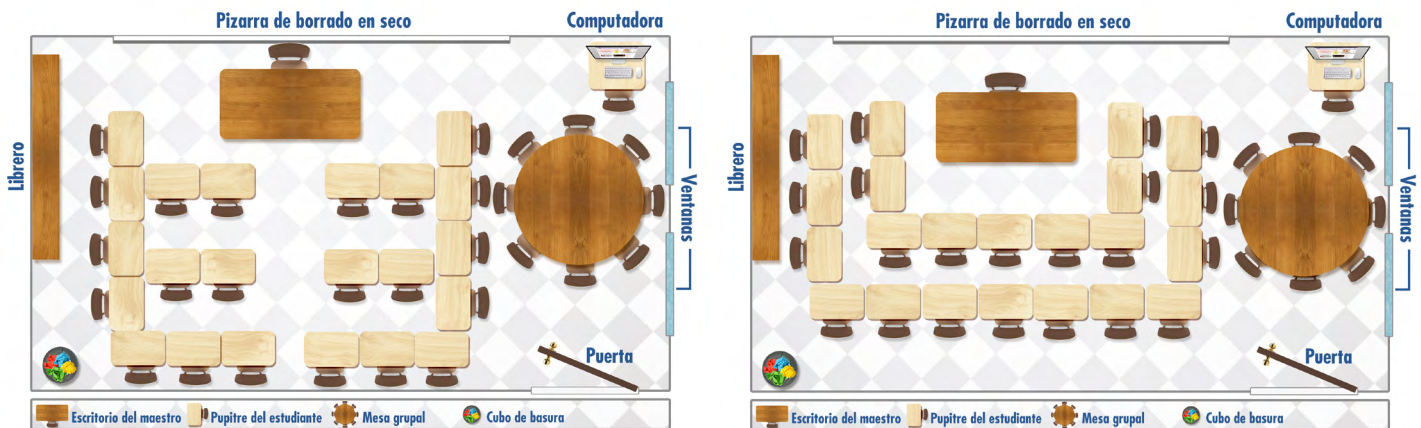 Pizarra de borrado en seco
Computadora
Librero
Ventanas
Puerta
Escritorio del maestro
Pupitre del estudiante
Mesa grupal
Cubo de basura
Pizarra de borrado en seco
Computadora
Librero
Ventanas
Puerta
Escritorio del maestro
Pupitre del estudiante
Mesa grupal
Cubo de basura